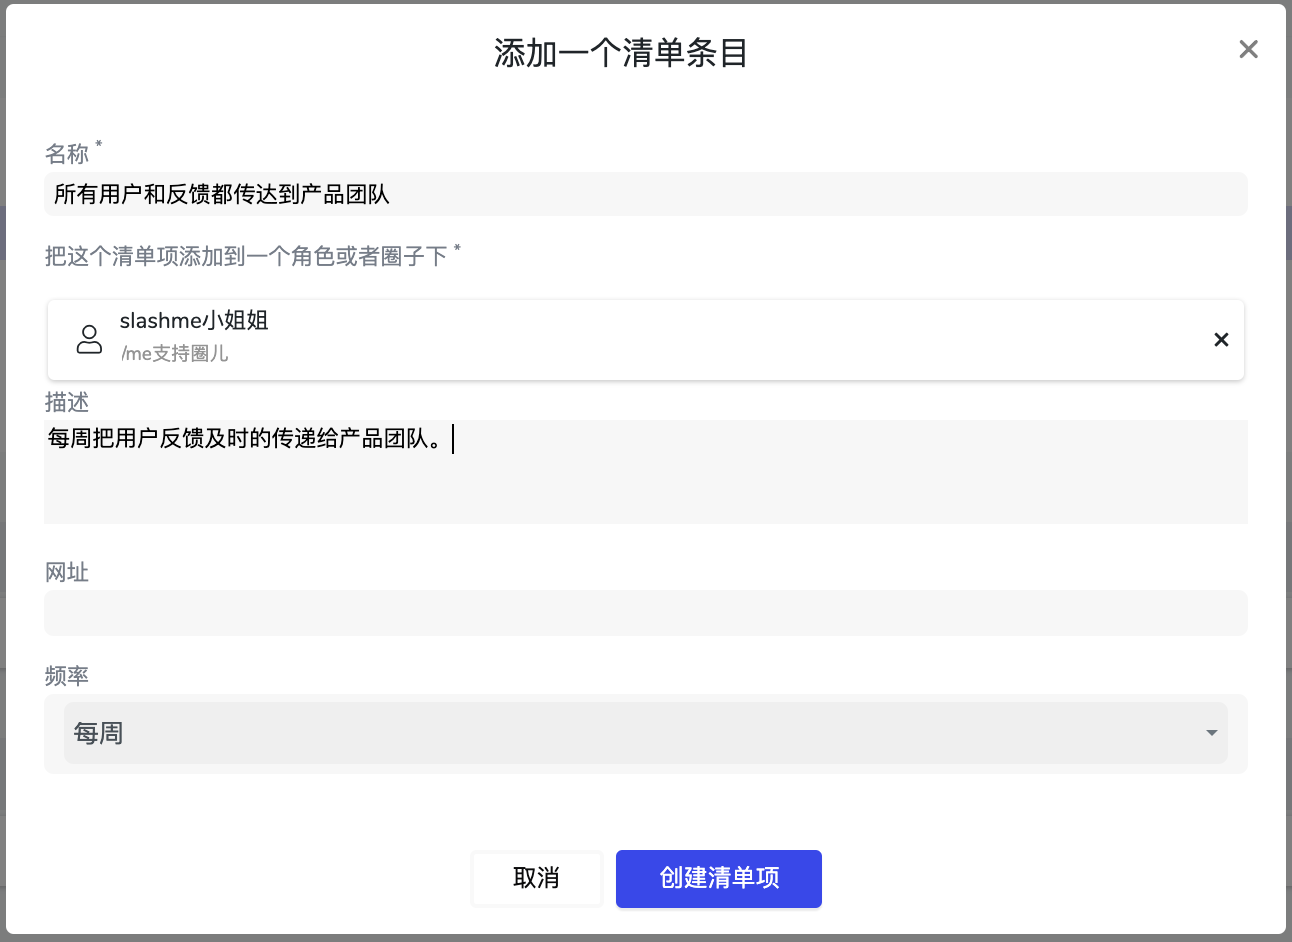 添加一个清单条目
名称 *
所有用户和反馈都传达到产品团队
把这个清单项添加到一个角色或者圈子下 *
slashme小姐姐
/me支持圈儿
描述
每周把用户反馈及时的传递给产品团队。
网址
频率
每周
取消 创建清单项